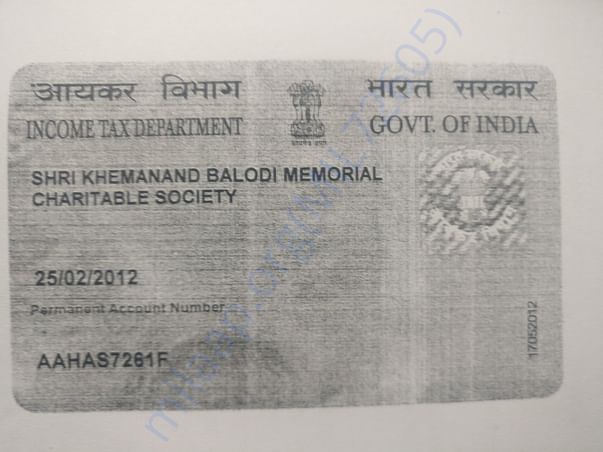 आयकर विभाग
भारत सरकार
INCOME TAX DEPARTMENT
GOVT. OF INDIA
SHRI KHEMANAND BALODI MEMORIAL
CHARITABLE SOCIETY
25/02/2012
Permanent Account Number
AAHAS7261F
17052012